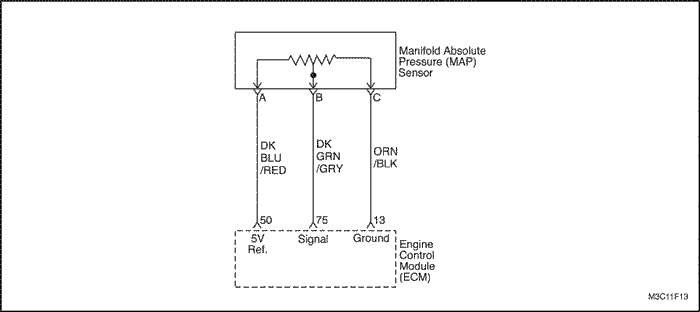 Manifold Absolute
Pressure (MAP)
Sensor
A B C
DK
BLU
/RED
DK
GRN
/GRY
ORN
/BLK
50 75 13
5V
Ref.
Signal
Ground
Engine
Control
Module
(ECM)
M3C11F13